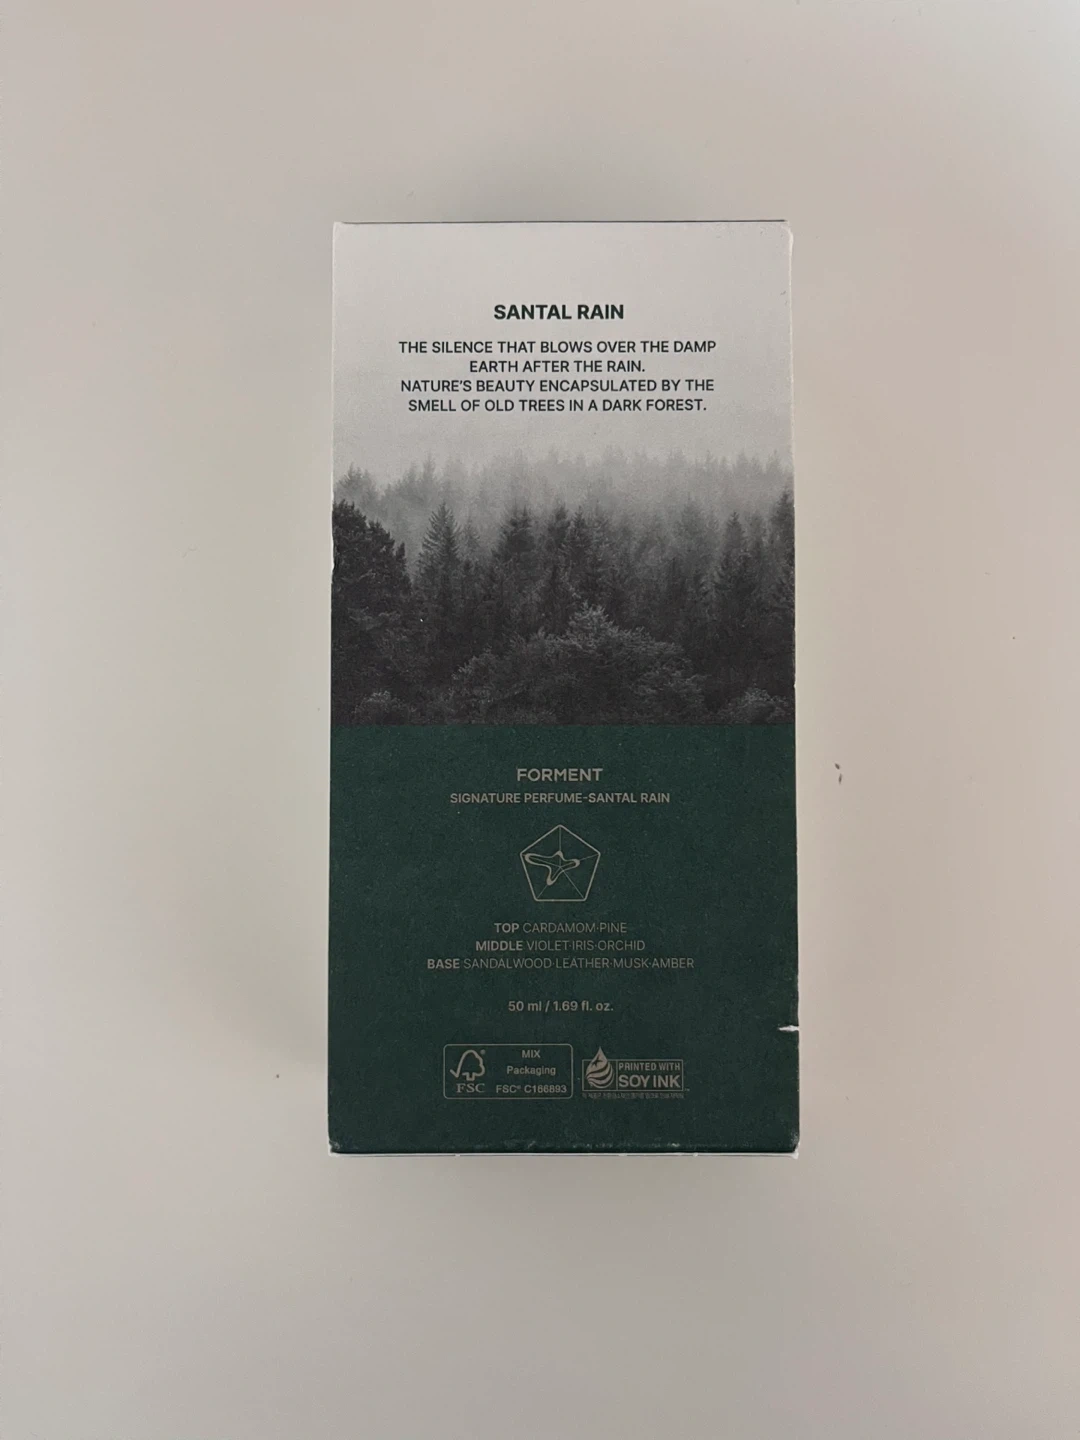 SANTAL RAIN
THE SILENCE THAT BLOWS OVER THE DAMP
EARTH AFTER THE RAIN.
NATURE'S BEAUTY ENCAPSULATED BY THE
SMELL OF OLD TREES IN A DARK FOREST.
FORMENT
SIGNATURE PERFUME-SANTAL RAIN
TOP CARDAMOM·PINE
MIDDLE VIOLET·IRIS·ORCHID
BASE SANDALWOOD·LEATHER·MUSK·AMBER
50 ml / 1.69 fl. oz.
FSC®
MIX
Packaging
FSC® C166893
PRINTED WITH
SOY INK™